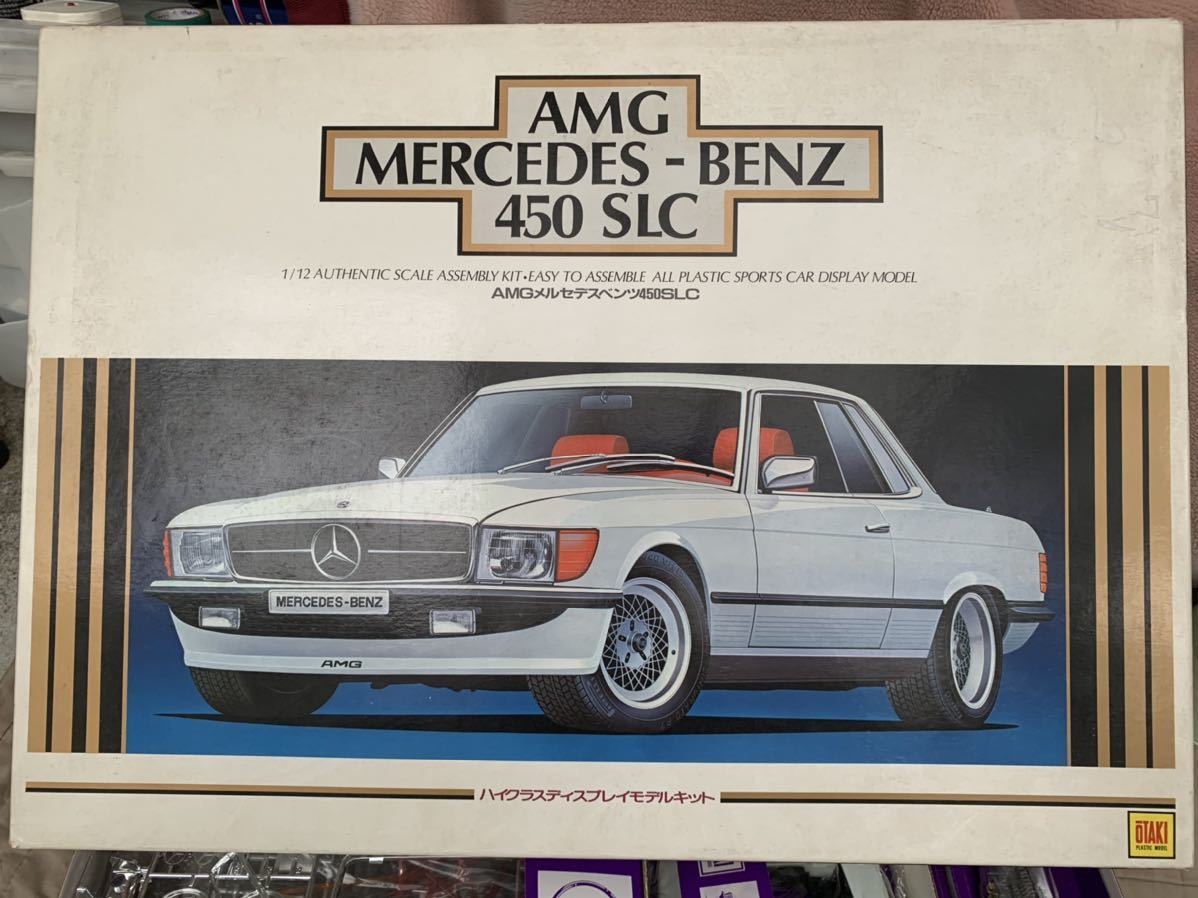 AMG
MERCEDES-BENZ
450 SLC
1/12 AUTHENTIC SCALE ASSEMBLY KIT•EASY TO ASSEMBLE ALL PLASTIC SPORTS CAR DISPLAY MODEL
AMGメルセデスベンツ450SLC
MERCEDES-BENZ
AMG
ハイクラスディスプレイモデルキット
ōTAKI
PLASTIC MODEL